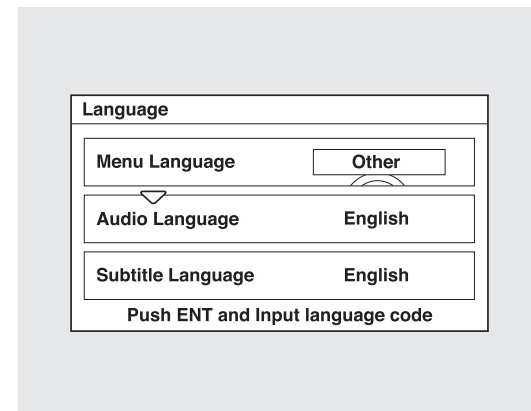 Language
Menu Language Other
Audio Language English
Subtitle Language English
Push ENT and Input language code